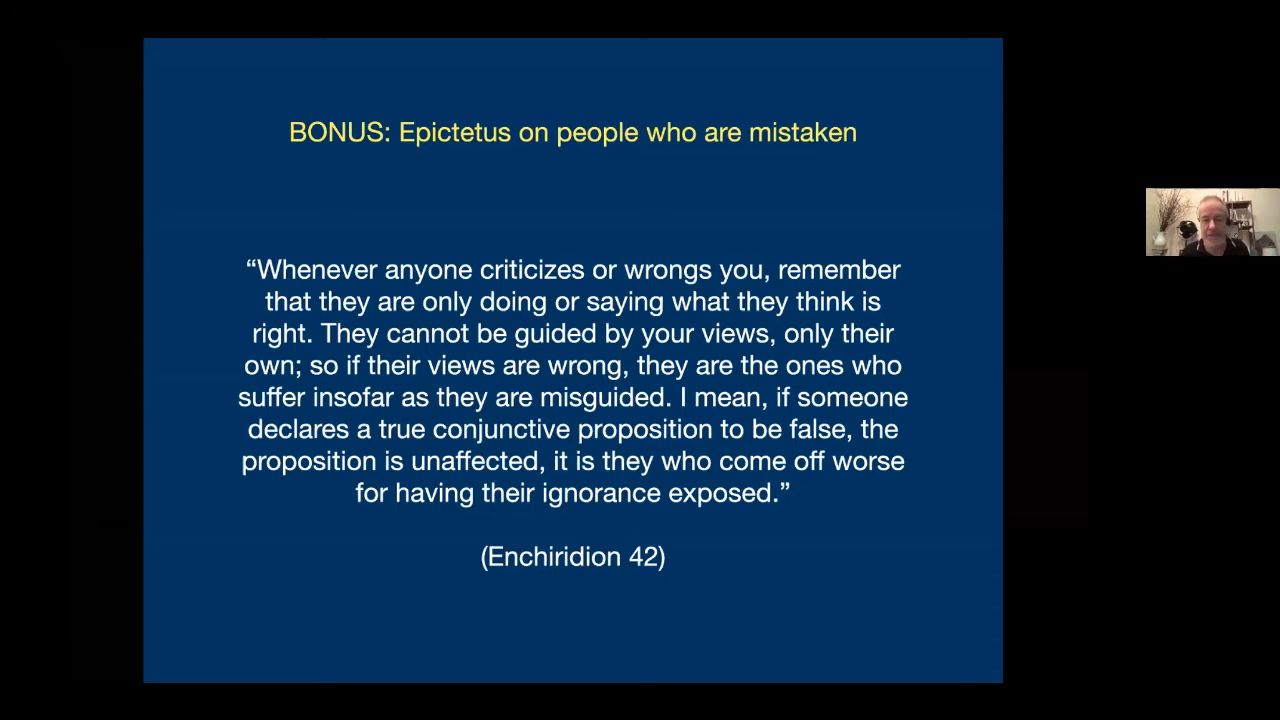 BONUS: Epictetus on people who are mistaken
“Whenever anyone criticizes or wrongs you, remember
that they are only doing or saying what they think is
right. They cannot be guided by your views, only their
own; so if their views are wrong, they are the ones who
suffer insofar as they are misguided. I mean, if someone
declares a true conjunctive proposition to be false, the
proposition is unaffected, it is they who come off worse
for having their ignorance exposed.”
(Enchiridion 42)